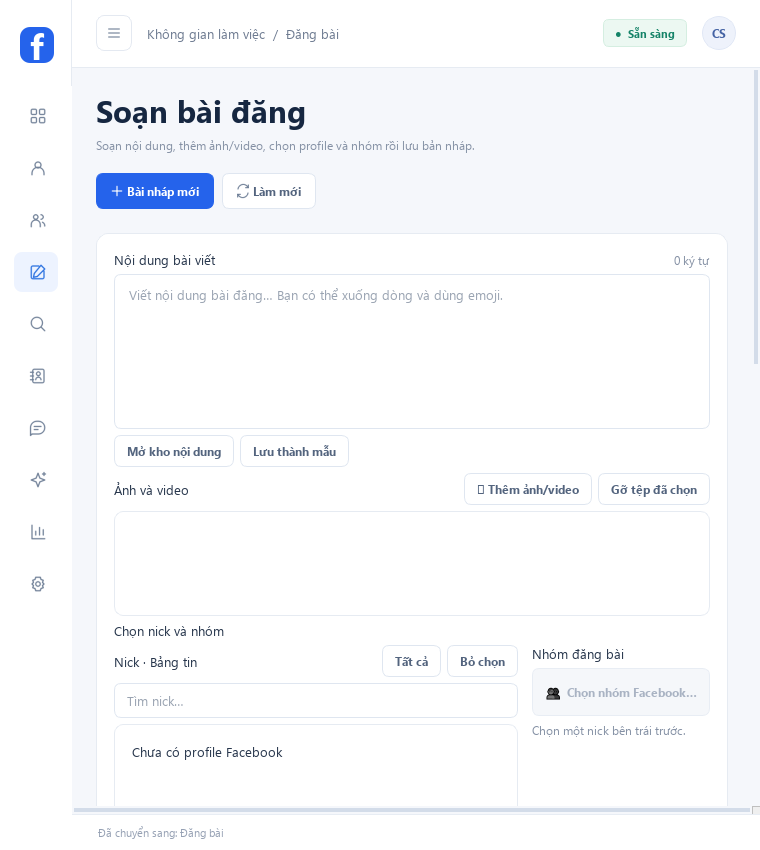 Không gian làm việc / Đăng bài
● Sẵn sàng
CS
Soạn bài đăng
Soạn nội dung, thêm ảnh/video, chọn profile và nhóm rồi lưu bản nháp.
Bài nháp mới
Làm mới
Nội dung bài viết
0 ký tự
Viết nội dung bài đăng... Bạn có thể xuống dòng và dùng emoji.
Mở kho nội dung
Lưu thành mẫu
Ảnh và video
Thêm ảnh/video
Gỡ tệp đã chọn
Chọn nick và nhóm
Nick · Bảng tin
Tất cả
Bỏ chọn
Nhóm đăng bài
Tìm nick...
Chọn nhóm Facebook...
Chọn một nick bên trái trước.
Chưa có profile Facebook
Đã chuyển sang: Đăng bài